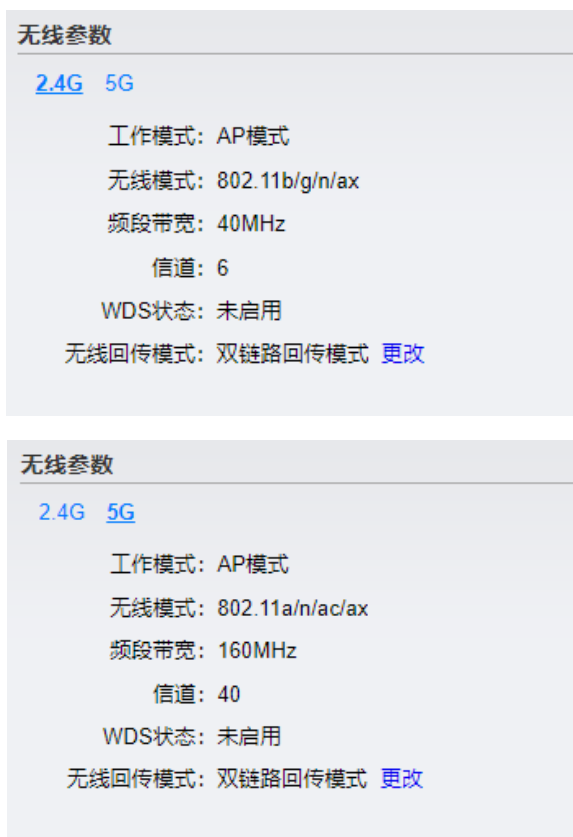 无线参数
2.4G 5G
工作模式: AP模式
无线模式: 802.11b/g/n/ax
频段带宽: 40MHz
信道: 6
WDS状态: 未启用
无线回传模式: 双链路回传模式 更改
无线参数
2.4G 5G
工作模式: AP模式
无线模式: 802.11a/n/ac/ax
频段带宽: 160MHz
信道: 40
WDS状态: 未启用
无线回传模式: 双链路回传模式 更改